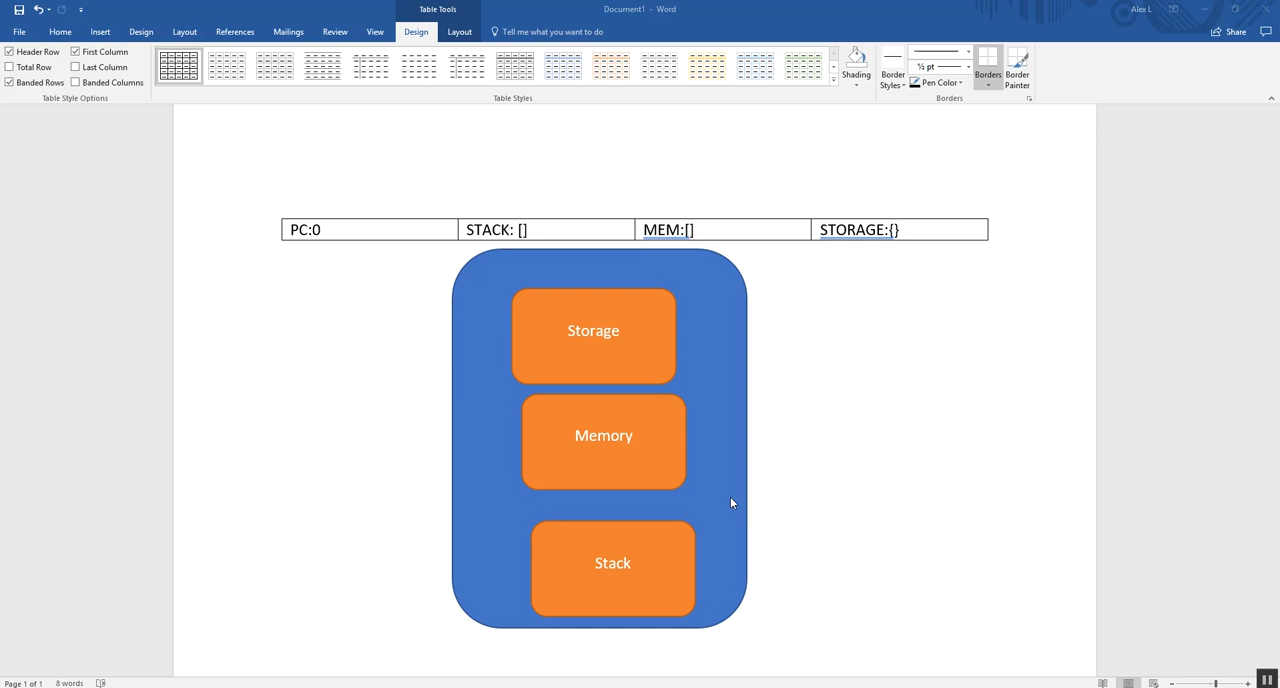 Table Tools
Document1 - Word
Alex L
File Home Insert Design Layout References Mailings Review View Design Layout Tell me what you want to do Share
Header Row First Column
Total Row Last Column
Banded Rows Banded Columns
Shading
Border Styles
½ pt
Pen Color
Borders
Border Painter
Table Style Options
Table Styles
Borders
PC:0 STACK: [] MEM:[] STORAGE:{}
Storage
Memory
Stack
Page 1 of 1 8 words